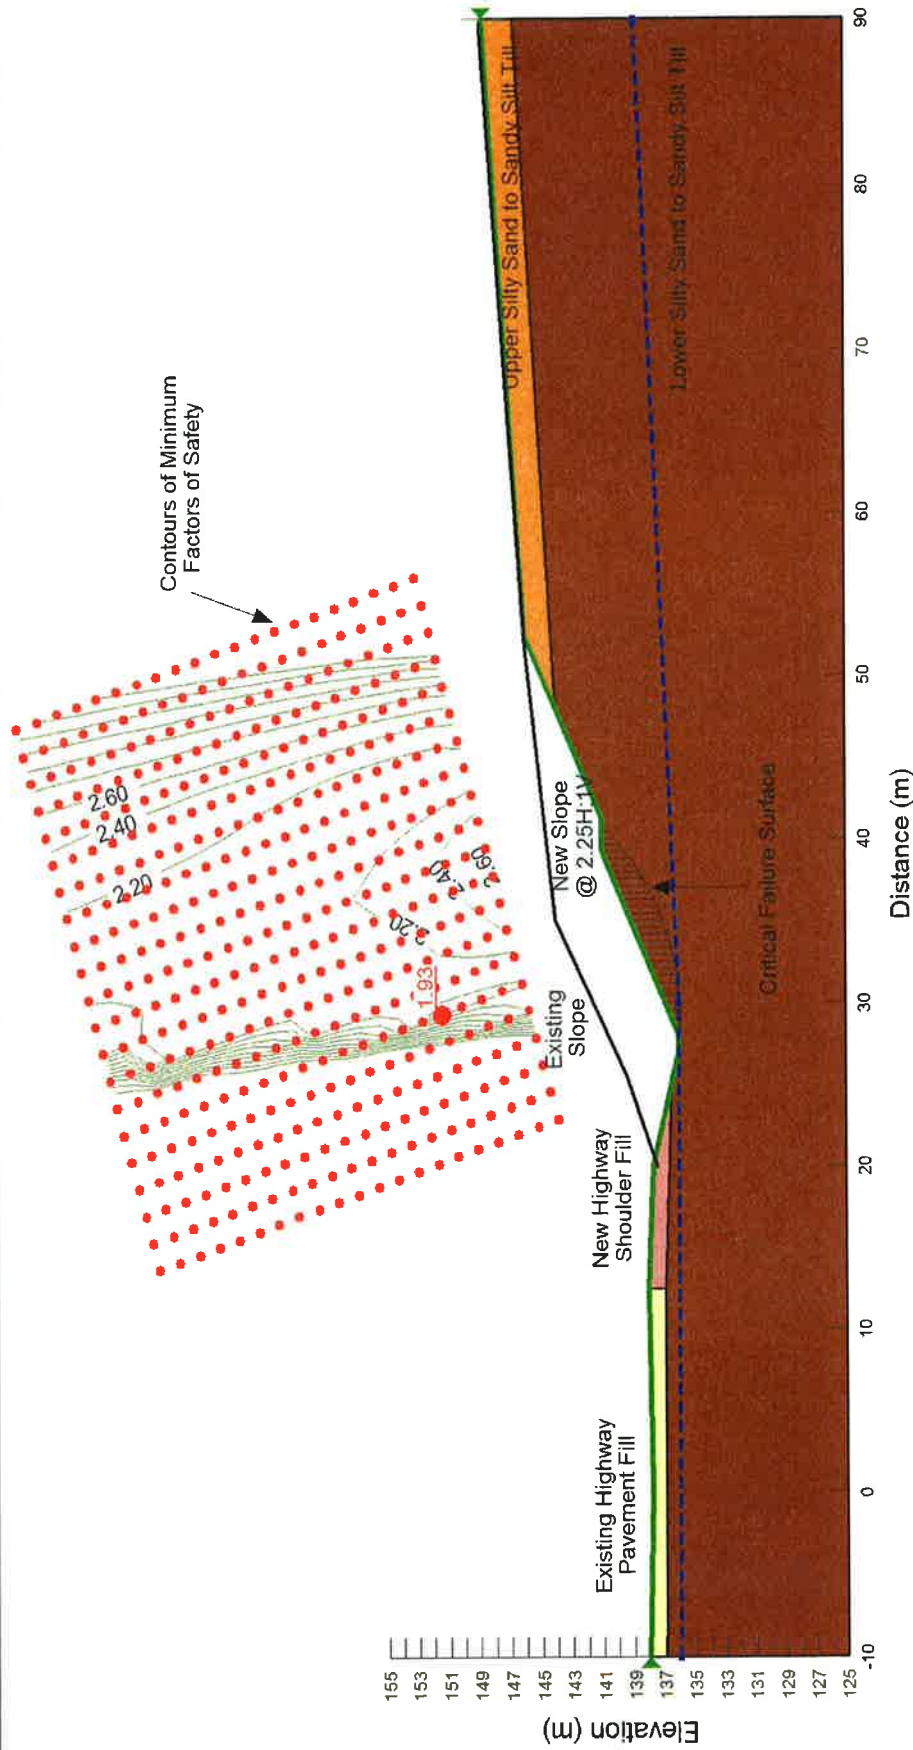 Contours of Minimum
Factors of Safety
2.60
2.40
2.20
2.20
2.40
2.60
1.93
Existing
Slope
New Slope
@ 2.25H:1V
Upper Silty Sand to Sandy Silt Till
Lower Silty Sand to Sandy Silt Till
Existing Highway
Pavement Fill
New Highway
Shoulder Fill
Critical Failure Surface
Elevation (m)
155
153
151
149
147
145
143
141
139
137
135
133
131
129
127
125
-10
0
10
20
30
40
50
60
70
80
90
Distance (m)